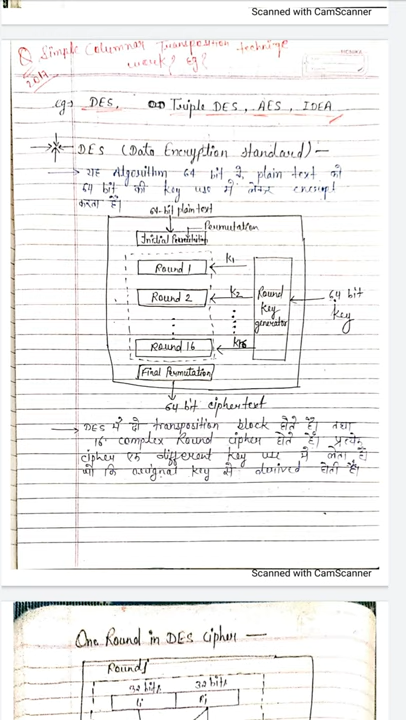 Scanned with CamScanner
Q Simple Columnar Transposition technique
work? eg?
2017
eg:- DES, Triple DES, AES, IDEA
DES (Data Encryption Standard) -
→ यह Algorithm 64 bit के plain text को
64 bit की key use में लेकर encrypt
करता है।
64-bit plain text
Permutation
Initial Permutation
Round 1
K1
Round 2
K2
Round
Key
generator
64 bit
Key
Round 16
K16
Final Permutation
64 bit ciphertext
→ DES में दो transposition block होते हैं। तथा
16 complex Round cipher होते हैं। प्रत्येक
cipher एक different key use में लेता है।
जो कि original key से derived होती है।
Scanned with CamScanner
One Round in DES cipher —
Round
32 bits 32 bits